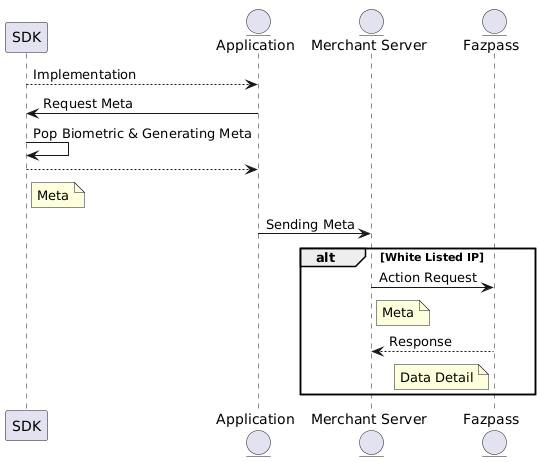 SDK
Application
Merchant Server
Fazpass
Implementation
Request Meta
Pop Biometric & Generating Meta
Meta
Sending Meta
alt [White Listed IP]
Action Request
Meta
Response
Data Detail
SDK
Application
Merchant Server
Fazpass